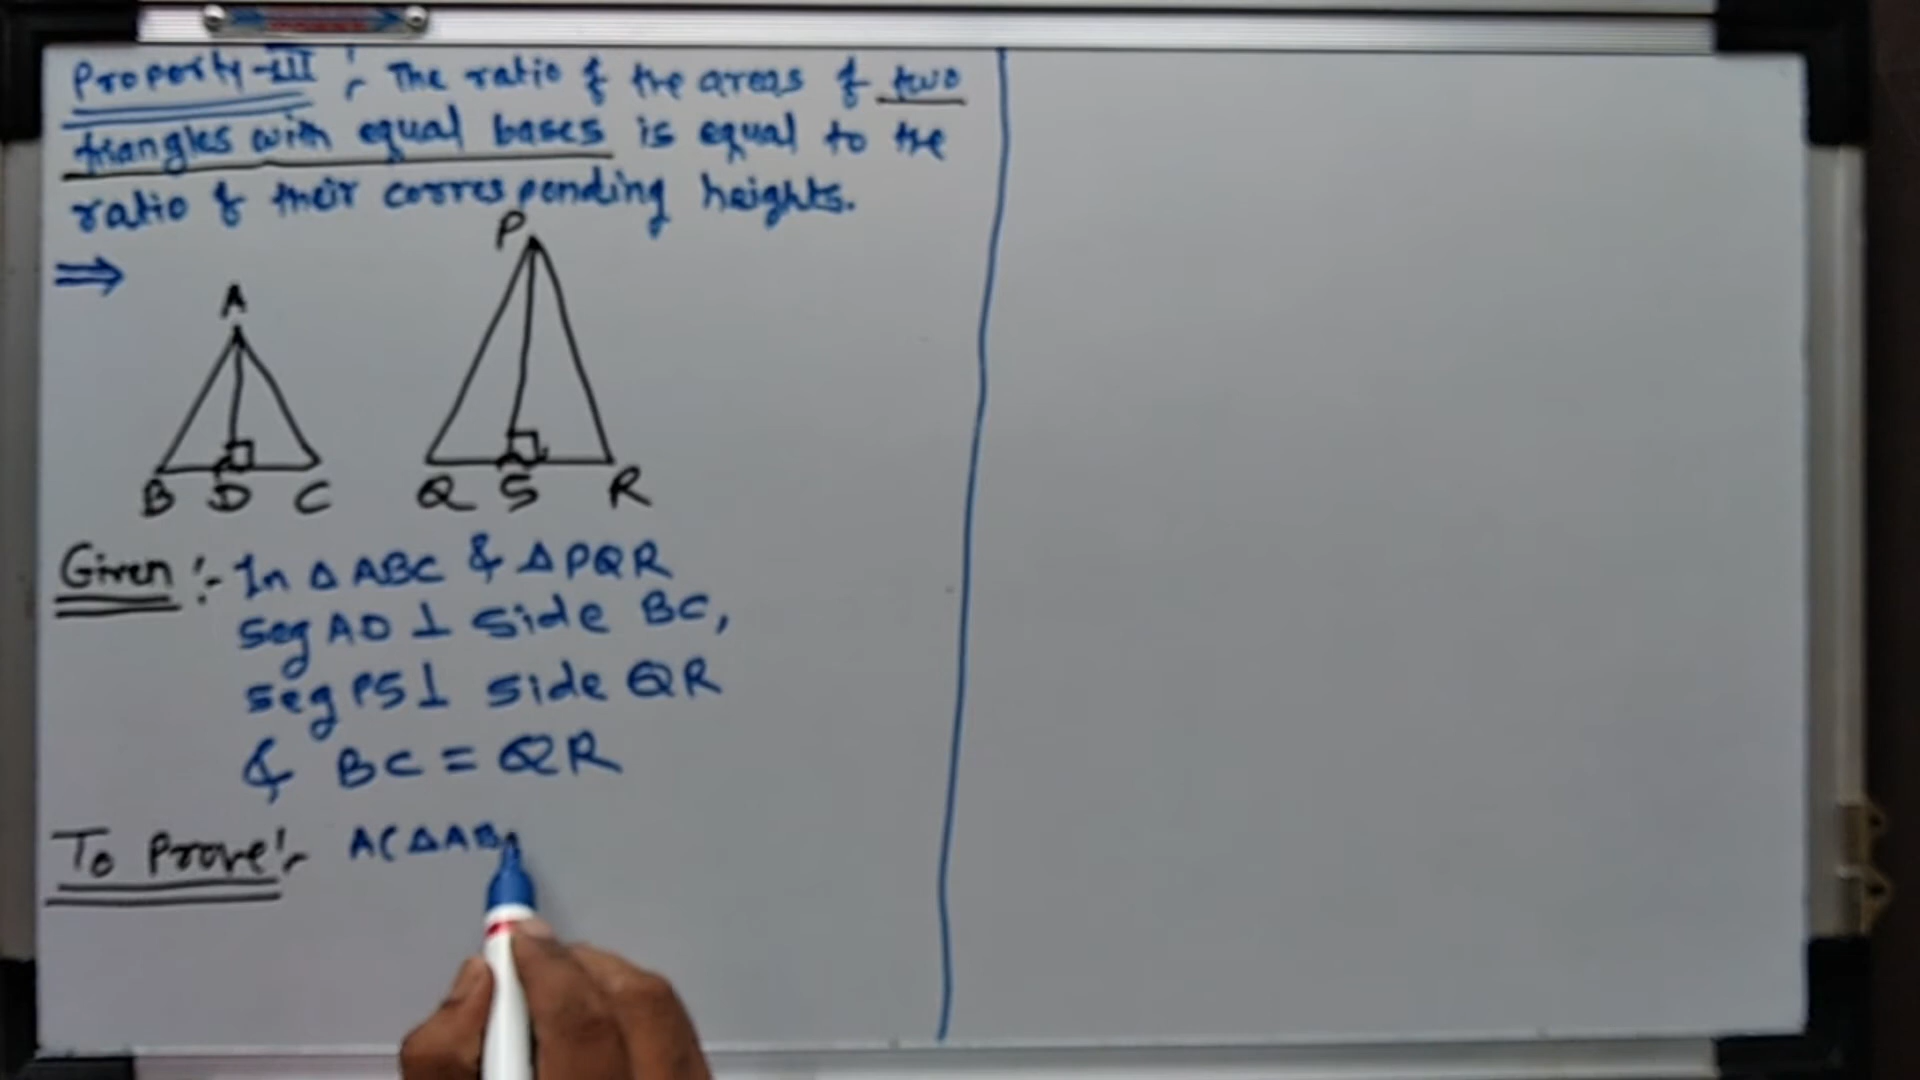 Property-III :- The ratio of the areas of two
triangles with equal bases is equal to the
ratio of their corresponding heights.
⇒
P
A
B D C
Q S R
Given :- In △ABC & △PQR
seg AD ⊥ side BC,
seg PS ⊥ side QR
& BC = QR
To Prove :- A(△AB